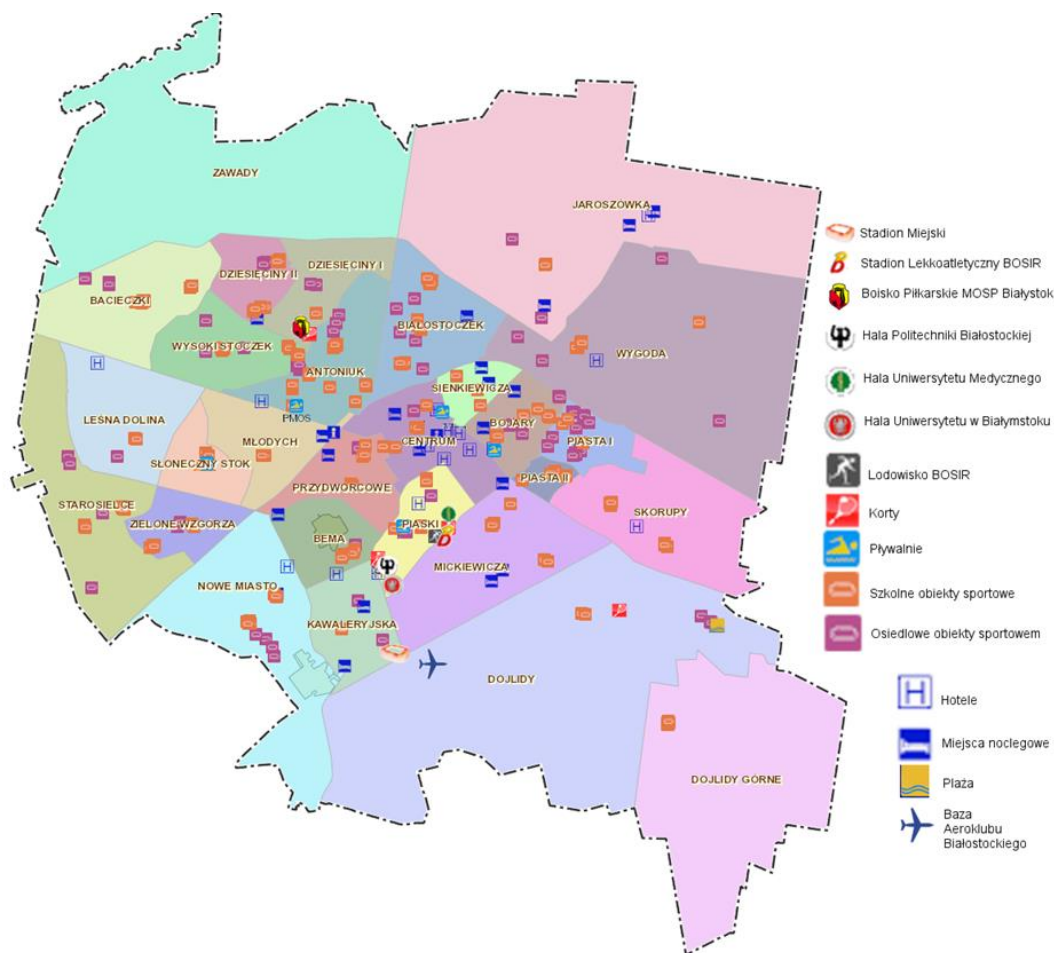 ZAWADY
JAROSZÓWKA
DZIESIĘCINY I
DZIESIĘCINY II
BACIECZKI
BIAŁOSTOCZEK
WYSOKI STOCZEK
WYGODA
ANTONIUK
SIENKIEWICZA
LEŚNA DOLINA
PMOS
BOJARY
MŁODYCH
CENTRUM
PIASTA I
SŁONECZNY STOK
PIASTA II
PRZYDWORCOWE
STAROSIELCE
SKORUPY
ZIELONE WZGÓRZA
PIASKI
BEMA
MICKIEWICZA
NOWE MIASTO
KAWALERYJSKA
DOJLIDY
DOJLIDY GÓRNE
Stadion Miejski
Stadion Lekkoatletyczny BOSIR
Boisko Piłkarskie MOSP Białystok
Hala Politechniki Białostockiej
Hala Uniwersytetu Medycznego
Hala Uniwersytetu w Białymstoku
Lodowisko BOSIR
Korty
Pływalnie
Szkolne obiekty sportowe
Osiedlowe obiekty sportowem
Hotele
Miejsca noclegowe
Plaża
Baza
Aeroklubu
Białostockiego